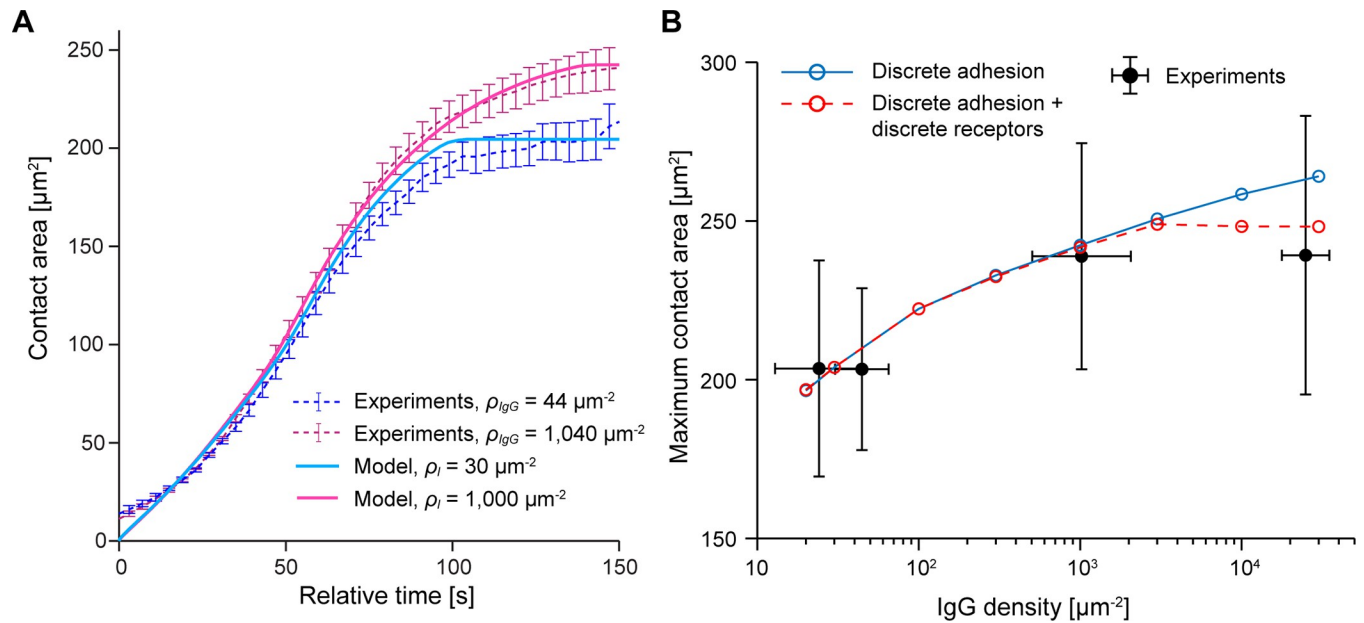 A
Contact area [µm²]
250
200
150
100
50
0
0
50
100
150
Relative time [s]
Experiments, ρIgG = 44 µm⁻²
Experiments, ρIgG = 1,040 µm⁻²
Model, ρl = 30 µm⁻²
Model, ρl = 1,000 µm⁻²
B
Maximum contact area [µm²]
300
250
200
150
10
10²
10³
10⁴
IgG density [µm⁻²]
Discrete adhesion
Discrete adhesion +
discrete receptors
Experiments